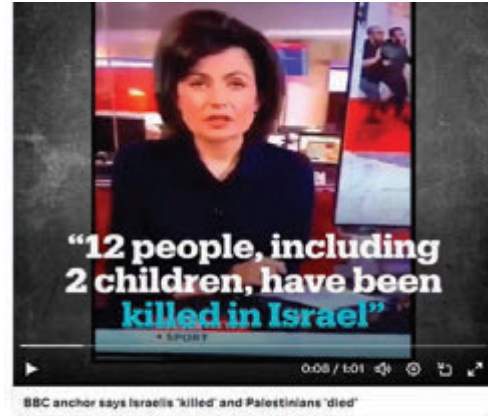 “12 people, including
2 children, have been
killed in Israel”
• SPORT
0:03 / 1:01
BBC anchor says Israelis 'killed' and Palestinians 'died'